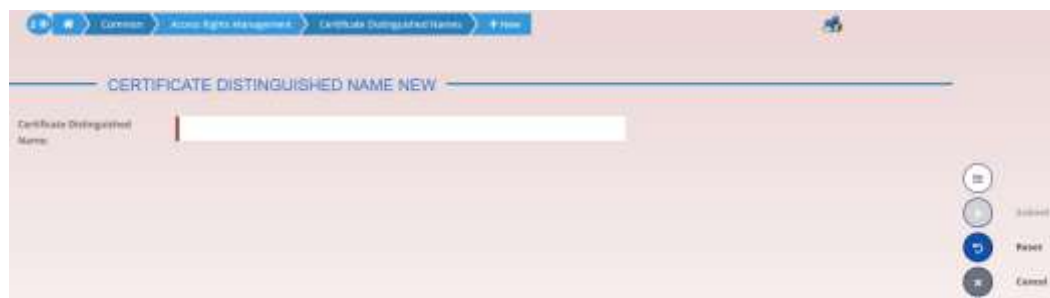 Common Access Rights Management Certificate Distinguished Names + New
CERTIFICATE DISTINGUISHED NAME NEW
Certificate Distinguished
Name:
Submit
Reset
Cancel